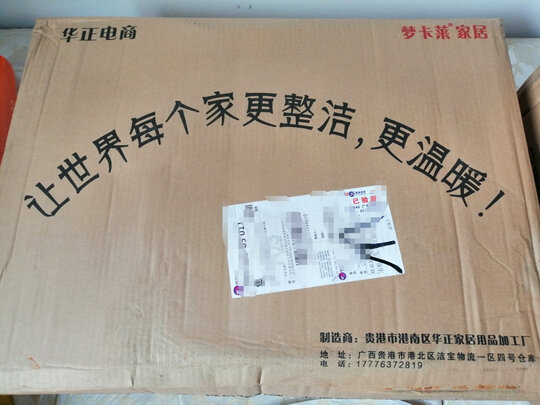 华正电商
梦卡莱®家居
让世界每个家更整洁,更温暖!
已验视
制造商:贵港市港南区华正家居用品加工厂
地 址:广西贵港市港北区洁宝物流一区四号仓库
电 话:17776372819